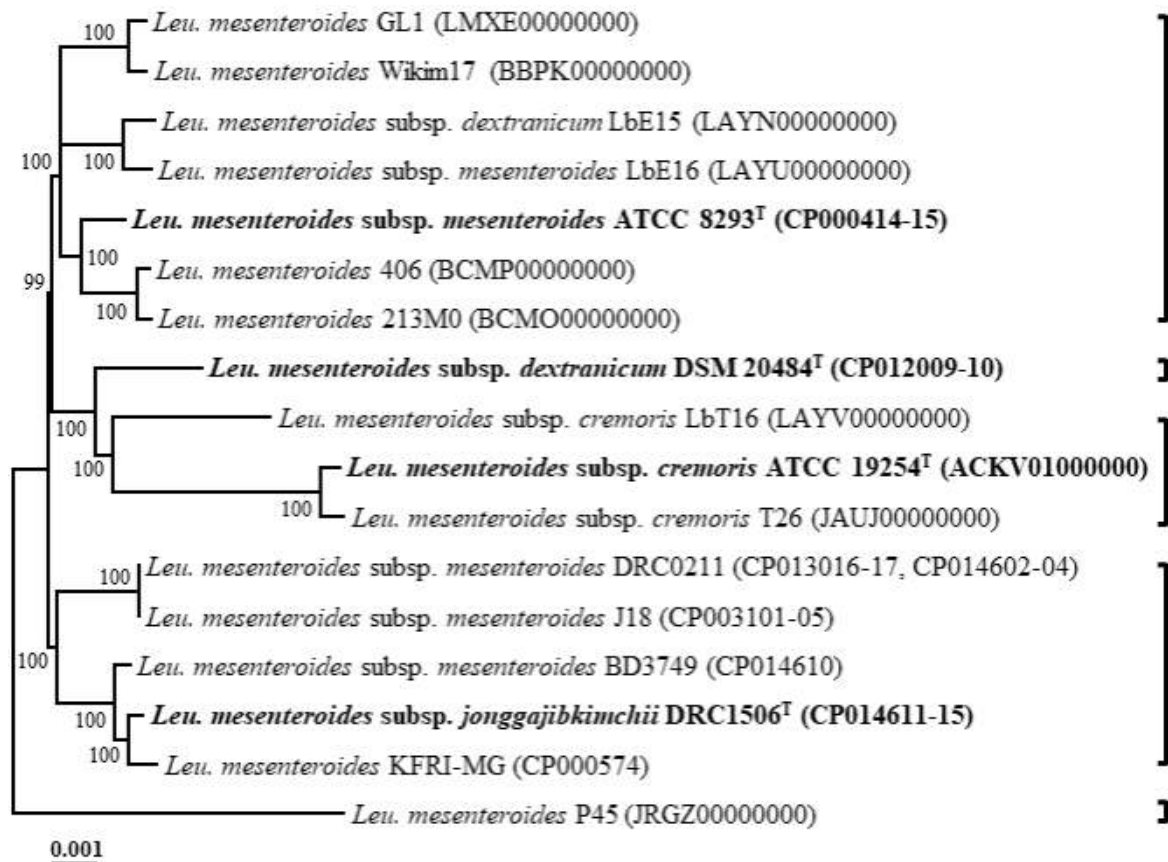 100
Leu. mesenteroides GL1 (LMXE00000000)
Leu. mesenteroides Wikim17 (BBPK00000000)
Leu. mesenteroides subsp. dextranicum LbE15 (LAYN00000000)
100
100
Leu. mesenteroides subsp. mesenteroides LbE16 (LAYU00000000)
Leu. mesenteroides subsp. mesenteroides ATCC 8293ᵀ (CP000414-15)
100
Leu. mesenteroides 406 (BCMP00000000)
99
100
Leu. mesenteroides 213M0 (BCMO00000000)
Leu. mesenteroides subsp. dextranicum DSM 20484ᵀ (CP012009-10)
Leu. mesenteroides subsp. cremoris LbT16 (LAYV00000000)
100
100
Leu. mesenteroides subsp. cremoris ATCC 19254ᵀ (ACKV01000000)
100
Leu. mesenteroides subsp. cremoris T26 (JAUJ00000000)
Leu. mesenteroides subsp. mesenteroides DRC0211 (CP013016-17, CP014602-04)
100
Leu. mesenteroides subsp. mesenteroides J18 (CP003101-05)
100
Leu. mesenteroides subsp. mesenteroides BD3749 (CP014610)
100
Leu. mesenteroides subsp. jonggajibkimchii DRC1506ᵀ (CP014611-15)
100
Leu. mesenteroides KFRI-MG (CP000574)
Leu. mesenteroides P45 (JRGZ00000000)
0.001